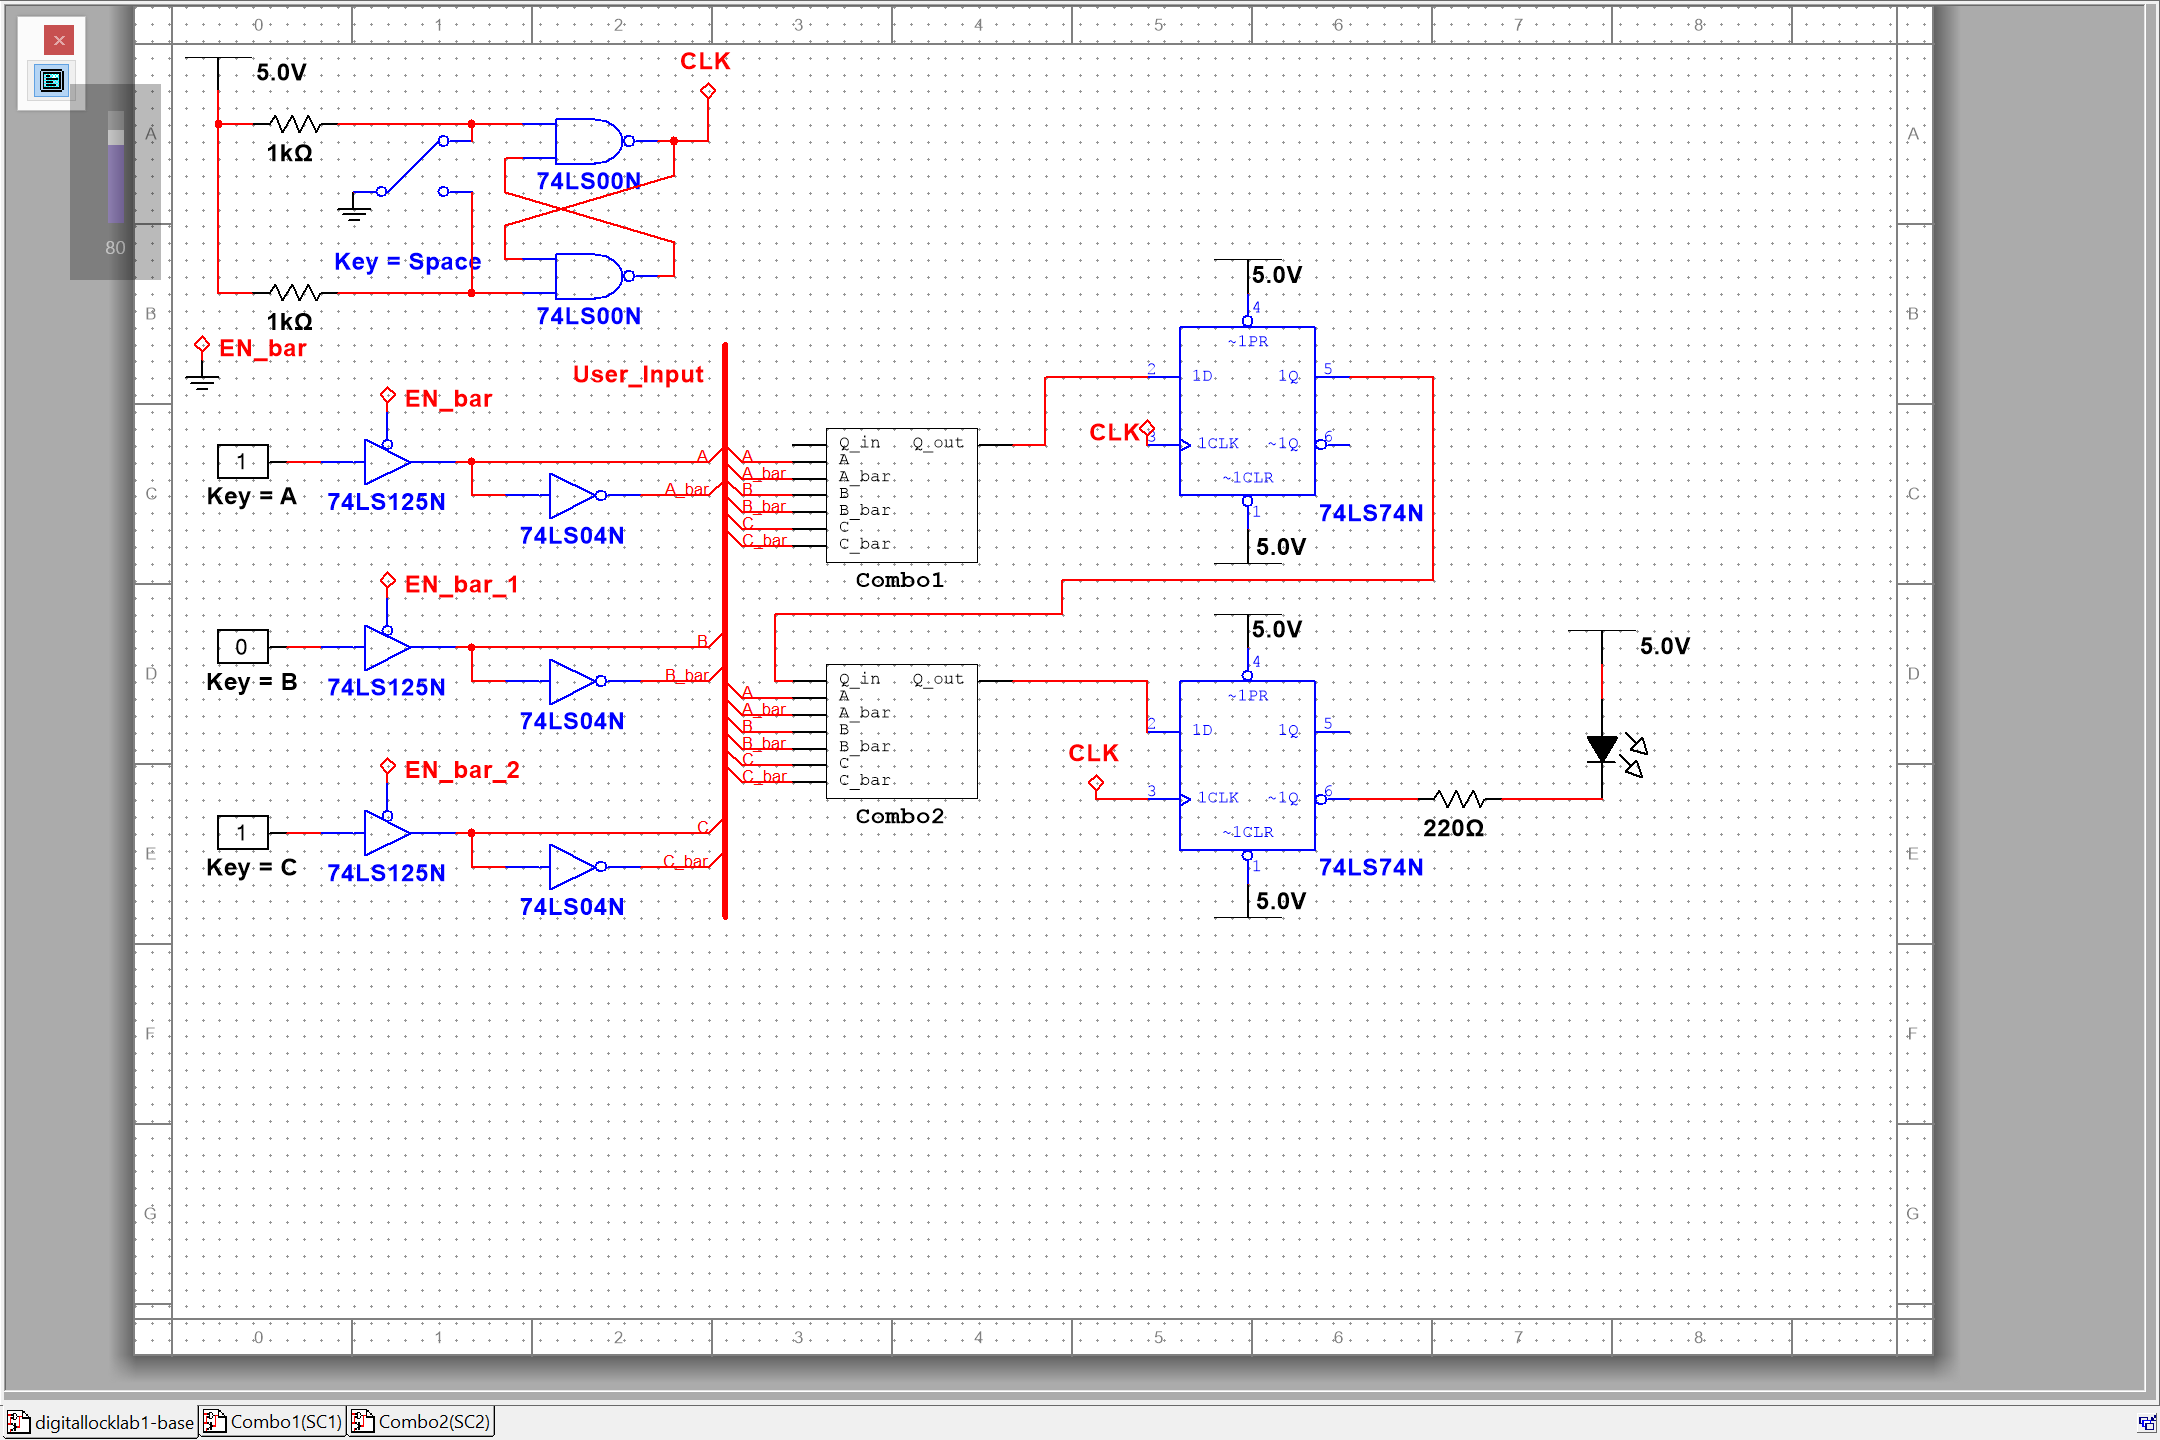 0 1 2 3 4 5 6 7 8
A
B
C
D
E
F
G
A
B
C
D
E
F
G
80
5.0V
CLK
1kΩ
74LS00N
Key = Space
1kΩ
74LS00N
EN_bar
User_Input
EN_bar
1
Key = A
74LS125N
74LS04N
A
A_bar
EN_bar_1
0
Key = B
74LS125N
74LS04N
B
B_bar
EN_bar_2
1
Key = C
74LS125N
74LS04N
C
C_bar
A
A_bar
B
B_bar
C
C_bar
Q_in Q_out
A
A_bar
B
B_bar
C
C_bar
Combo1
A
A_bar
B
B_bar
C
C_bar
Q_in Q_out
A
A_bar
B
B_bar
C
C_bar
Combo2
5.0V
4
~1PR
2 1D 1Q 5
CLK
3 1CLK ~1Q 6
~1CLR
1
74LS74N
5.0V
5.0V
4
~1PR
2 1D 1Q 5
CLK
3 1CLK ~1Q 6
~1CLR
1
74LS74N
5.0V
5.0V
220Ω
0 1 2 3 4 5 6 7 8
digitallocklab1-base Combo1(SC1) Combo2(SC2)